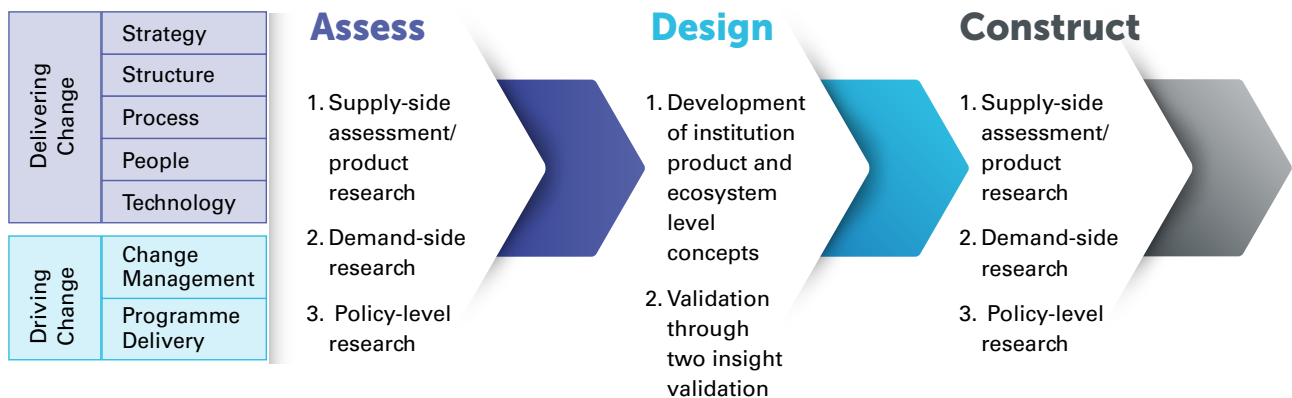 Delivering
Change
Strategy
Structure
Process
People
Technology
Driving
Change
Change
Management
Programme
Delivery
Assess
1. Supply-side
assessment/
product
research
2. Demand-side
research
3. Policy-level
research
Design
1. Development
of institution
product and
ecosystem
level
concepts
2. Validation
through
two insight
validation
Construct
1. Supply-side
assessment/
product
research
2. Demand-side
research
3. Policy-level
research